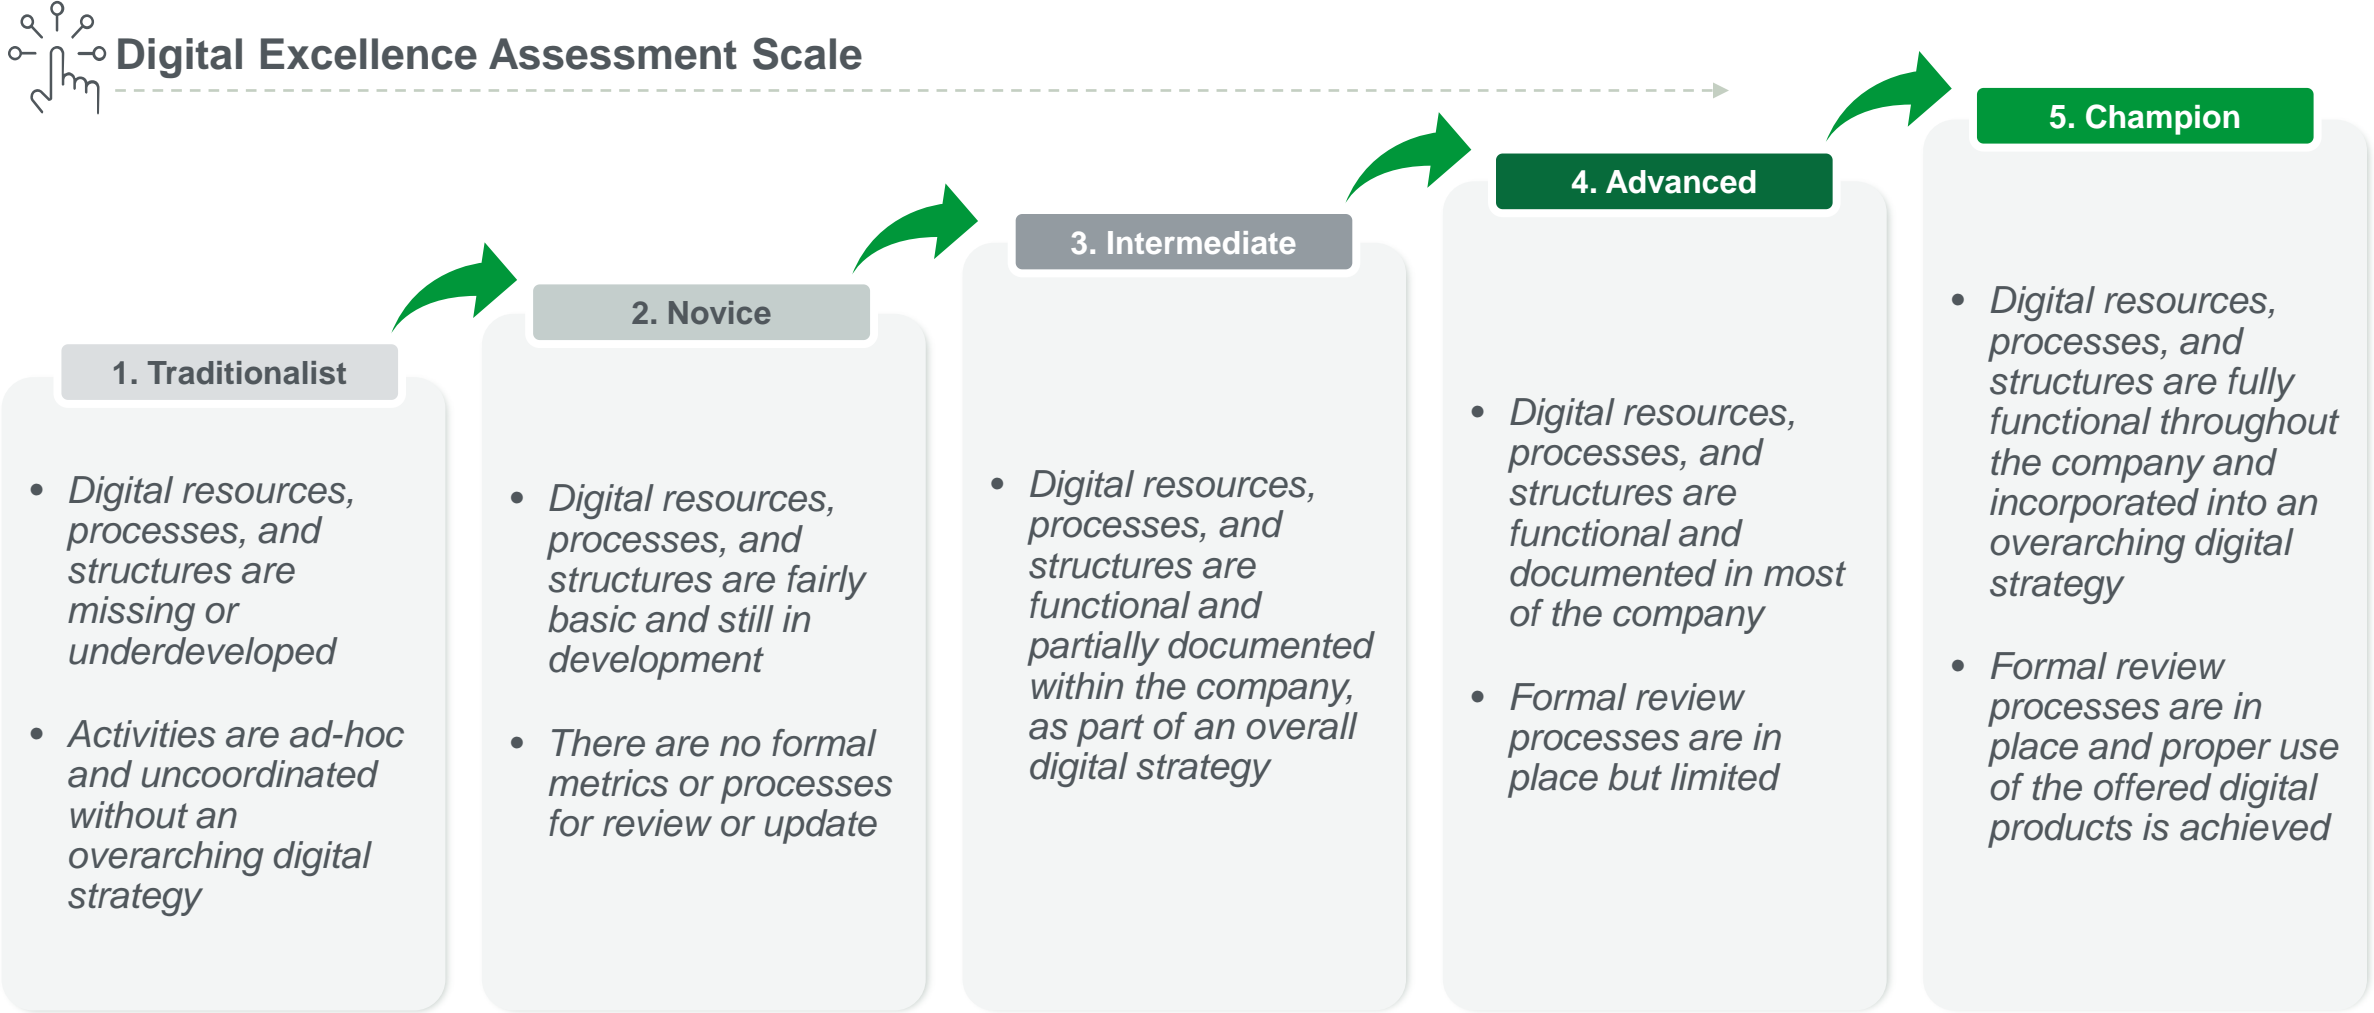 Digital Excellence Assessment Scale
1. Traditionalist
• Digital resources,
processes, and
structures are
missing or
underdeveloped
• Activities are ad-hoc
and uncoordinated
without an
overarching digital
strategy
2. Novice
• Digital resources,
processes, and
structures are fairly
basic and still in
development
• There are no formal
metrics or processes
for review or update
3. Intermediate
• Digital resources,
processes, and
structures are
functional and
partially documented
within the company,
as part of an overall
digital strategy
4. Advanced
• Digital resources,
processes, and
structures are
functional and
documented in most
of the company
• Formal review
processes are in
place but limited
5. Champion
• Digital resources,
processes, and
structures are fully
functional throughout
the company and
incorporated into an
overarching digital
strategy
• Formal review
processes are in
place and proper use
of the offered digital
products is achieved